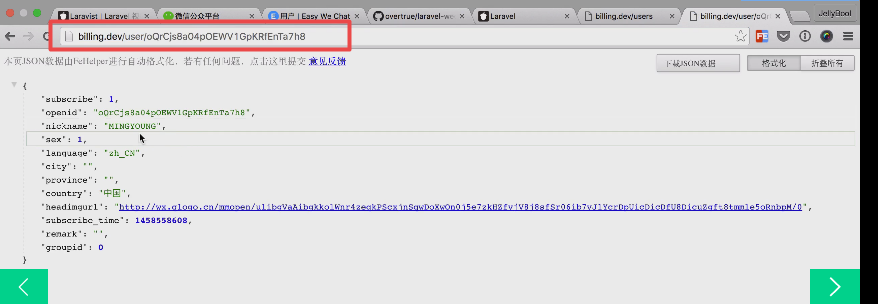 Laravist | Laravel 视
微信公众平台
用户 | Easy We Chat
overtrue/laravel-we
Laravel
billing.dev/users
billing.dev/user/oQr
JellyBool
billing.dev/user/oQrCjs8a04pOEWV1GpKRfEnTa7h8
本页JSON数据由FeHelper进行自动格式化，若有任何问题，点击这里提交 意见反馈
下载JSON数据
格式化
折叠所有
{
"subscribe": 1,
"openid": "oQrCjs8a04pOEWV1GpKRfEnTa7h8",
"nickname": "MINGYOUNG",
"sex": 1,
"language": "zh_CN",
"city": "",
"province": "",
"country": "中国",
"headimgurl":
"subscribe_time": 1458558608,
"remark": "",
"groupid": 0
}